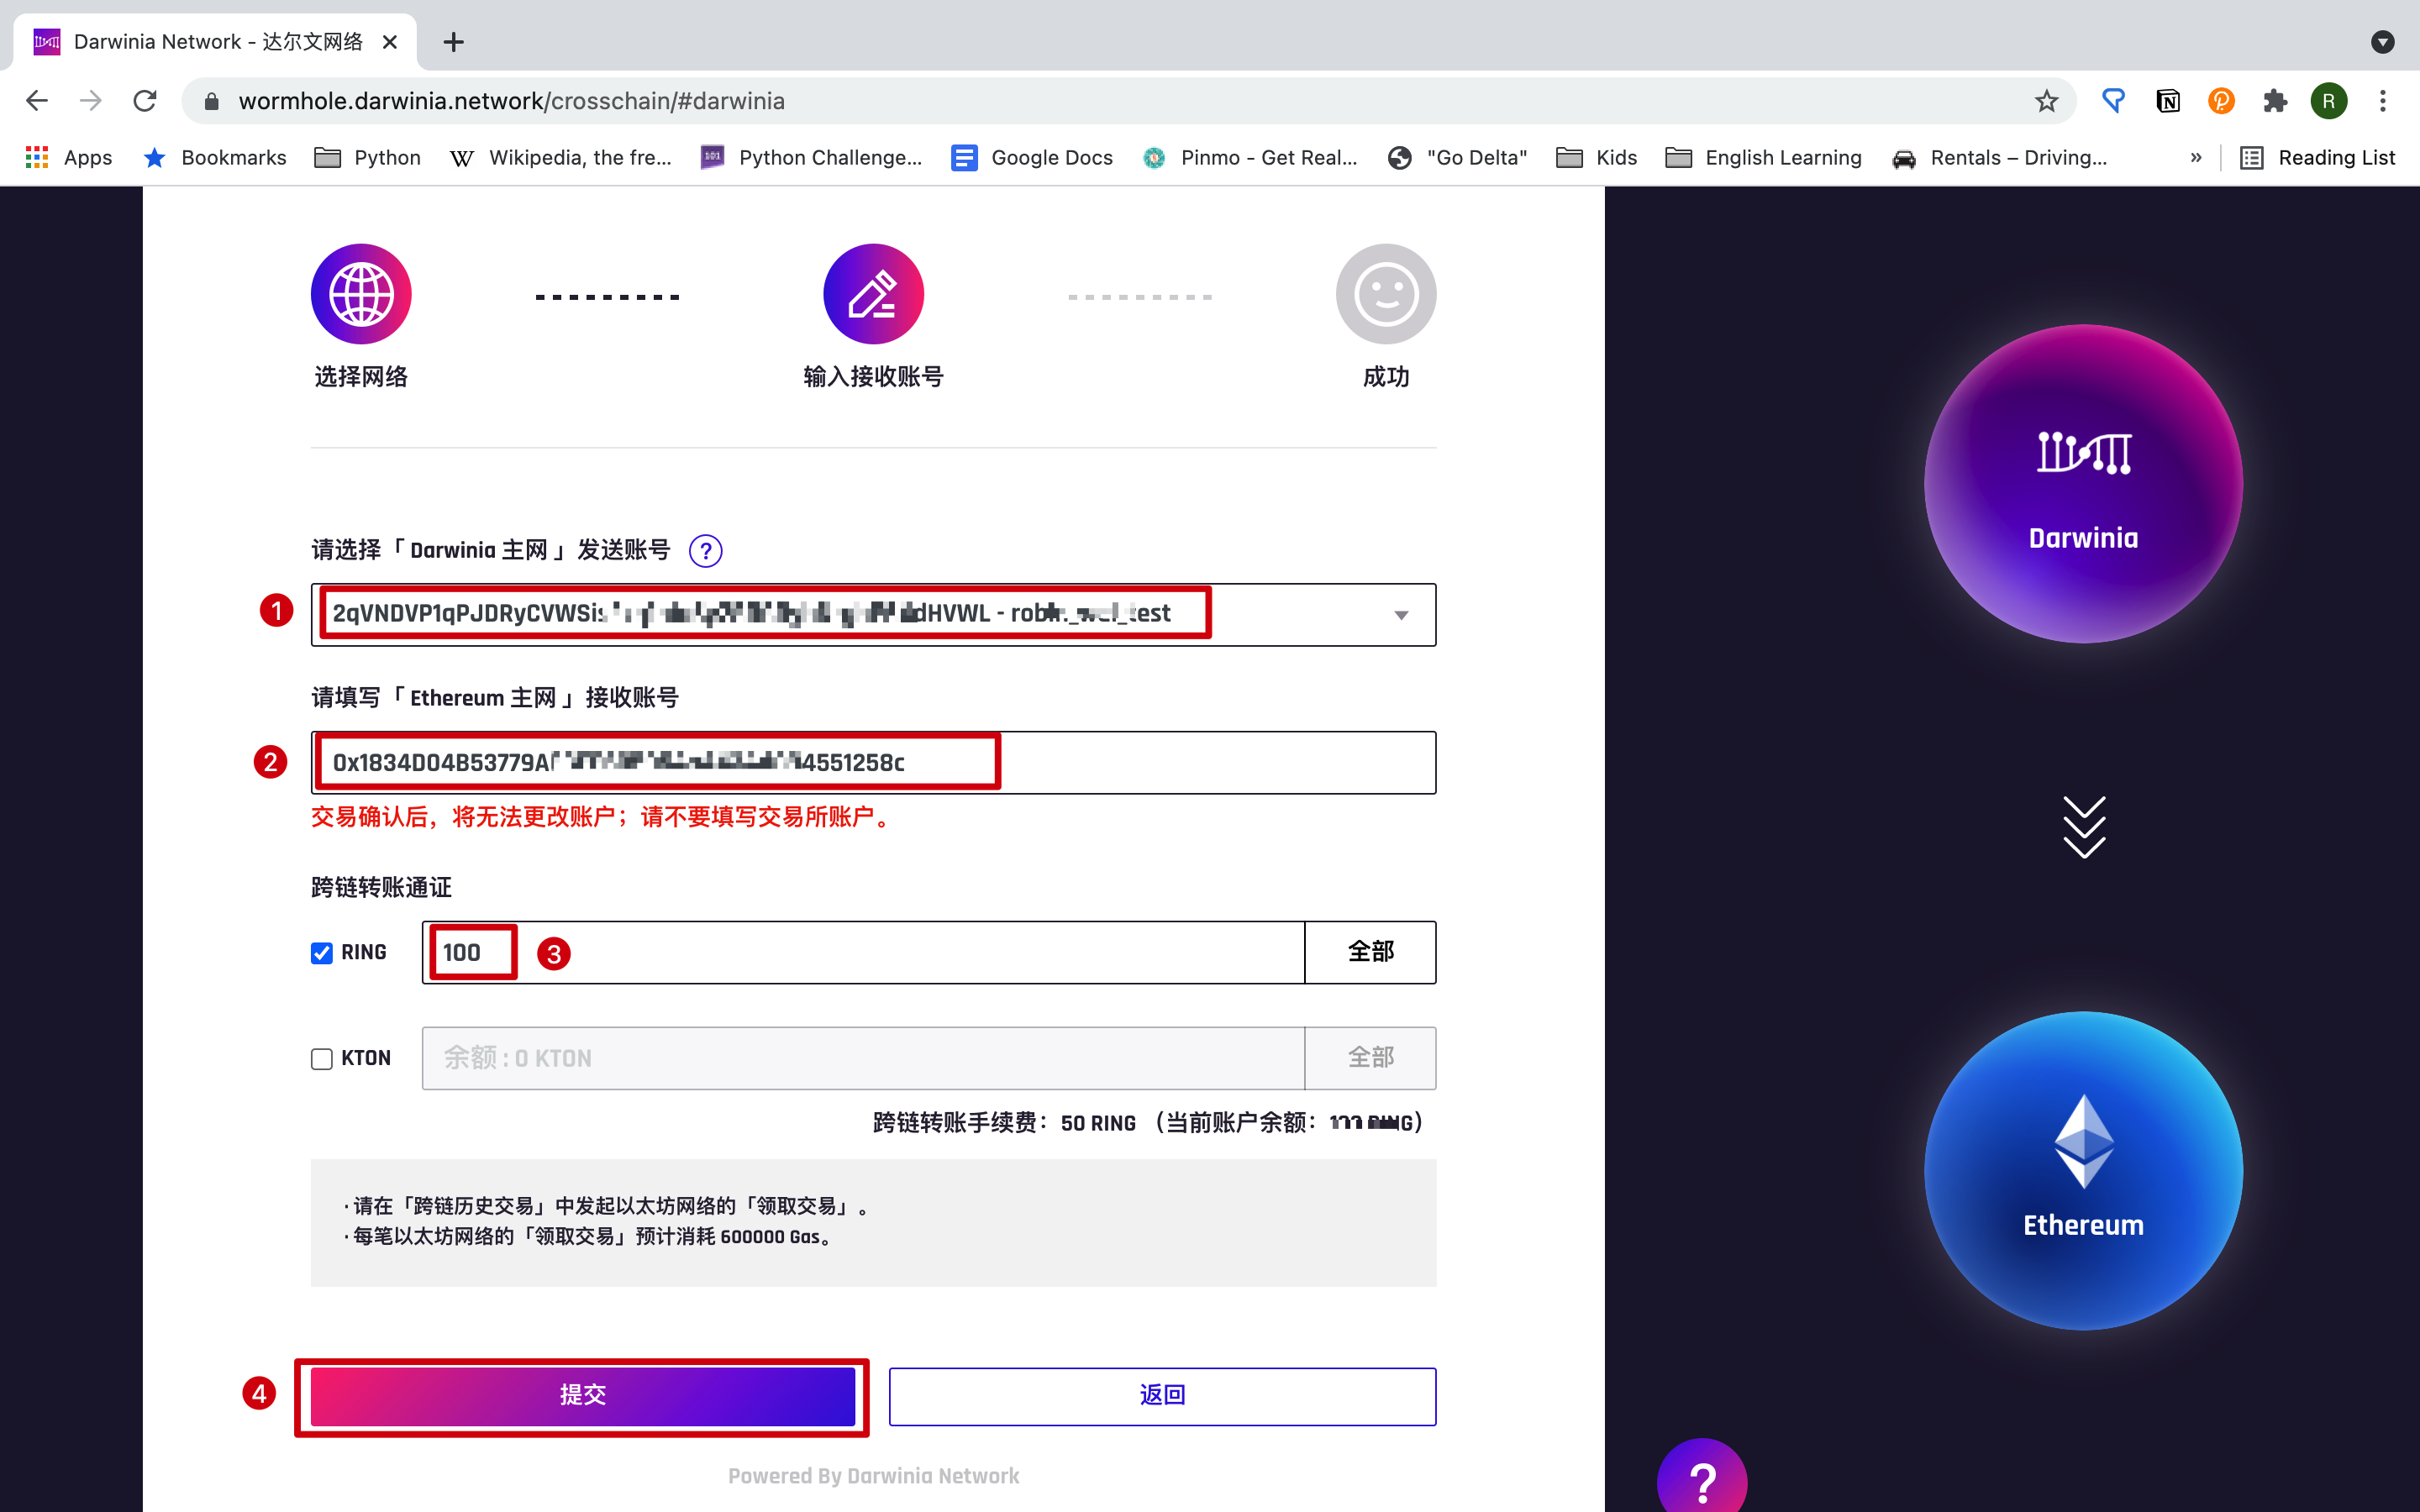 Darwinia Network - 达尔文网络
wormhole.darwinia.network/crosschain/#darwinia
R
Apps Bookmarks Python Wikipedia, the fre... Python Challenge... Google Docs Pinmo - Get Real... "Go Delta" Kids English Learning Rentals – Driving... » Reading List
选择网络
输入接收账号
成功
请选择「 Darwinia 主网 」发送账号 ?
1 2qVNDVP1qPJDRyCVWSi dHVWL - test
请填写「 Ethereum 主网 」接收账号
2 0x1834D04B53779A 4551258c
交易确认后，将无法更改账户；请不要填写交易所账户。
跨链转账通证
RING 100 3 全部
KTON 余额 : 0 KTON 全部
跨链转账手续费：50 RING （当前账户余额： G）
· 请在「跨链历史交易」中发起以太坊网络的「领取交易」。
· 每笔以太坊网络的「领取交易」预计消耗 600000 Gas。
4 提交 返回
Powered By Darwinia Network
Darwinia
Ethereum
?